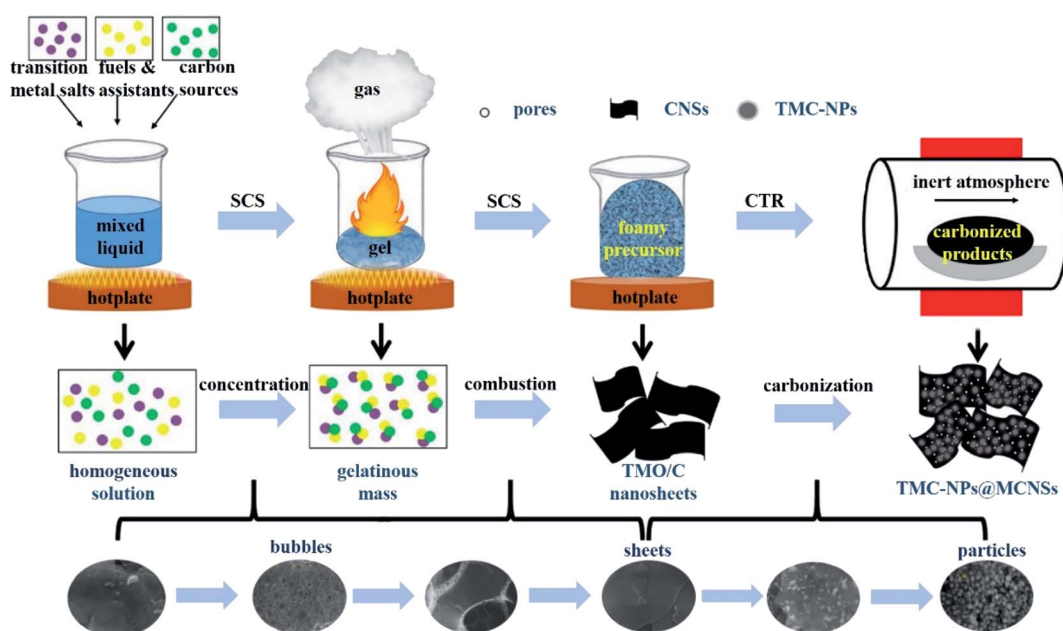 transition
metal salts
fuels &
assistants
carbon
sources
gas
pores
CNSs
TMC-NPs
SCS
SCS
CTR
mixed
liquid
gel
foamy
precursor
inert atmosphere
carbonized
products
hotplate
hotplate
hotplate
concentration
combustion
carbonization
homogeneous
solution
gelatinous
mass
TMO/C
nanosheets
TMC-NPs@MCNSs
bubbles
sheets
particles